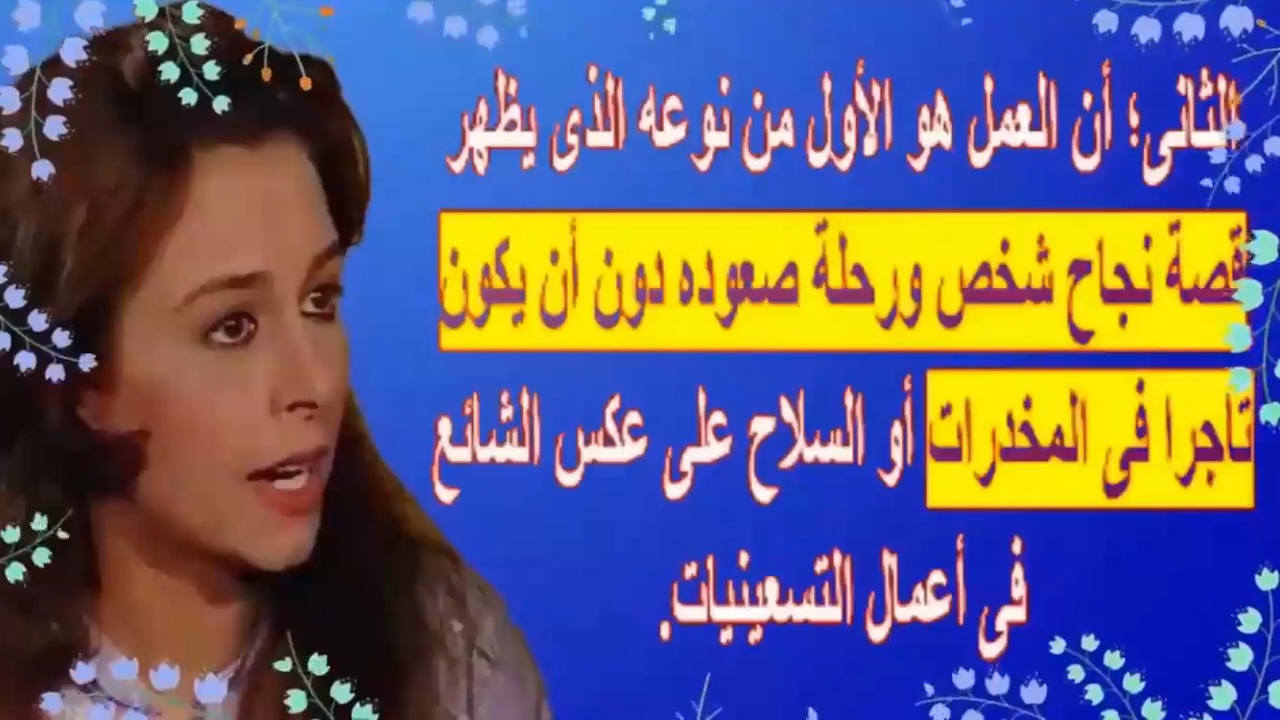 الثانى؛ أن العمل هو الأول من نوعه الذى يظهر
قصة نجاح شخص ورحلة صعوده دون أن يكون
تاجرا فى المخدرات أو السلاح على عكس الشائع
فى أعمال التسعينيات.